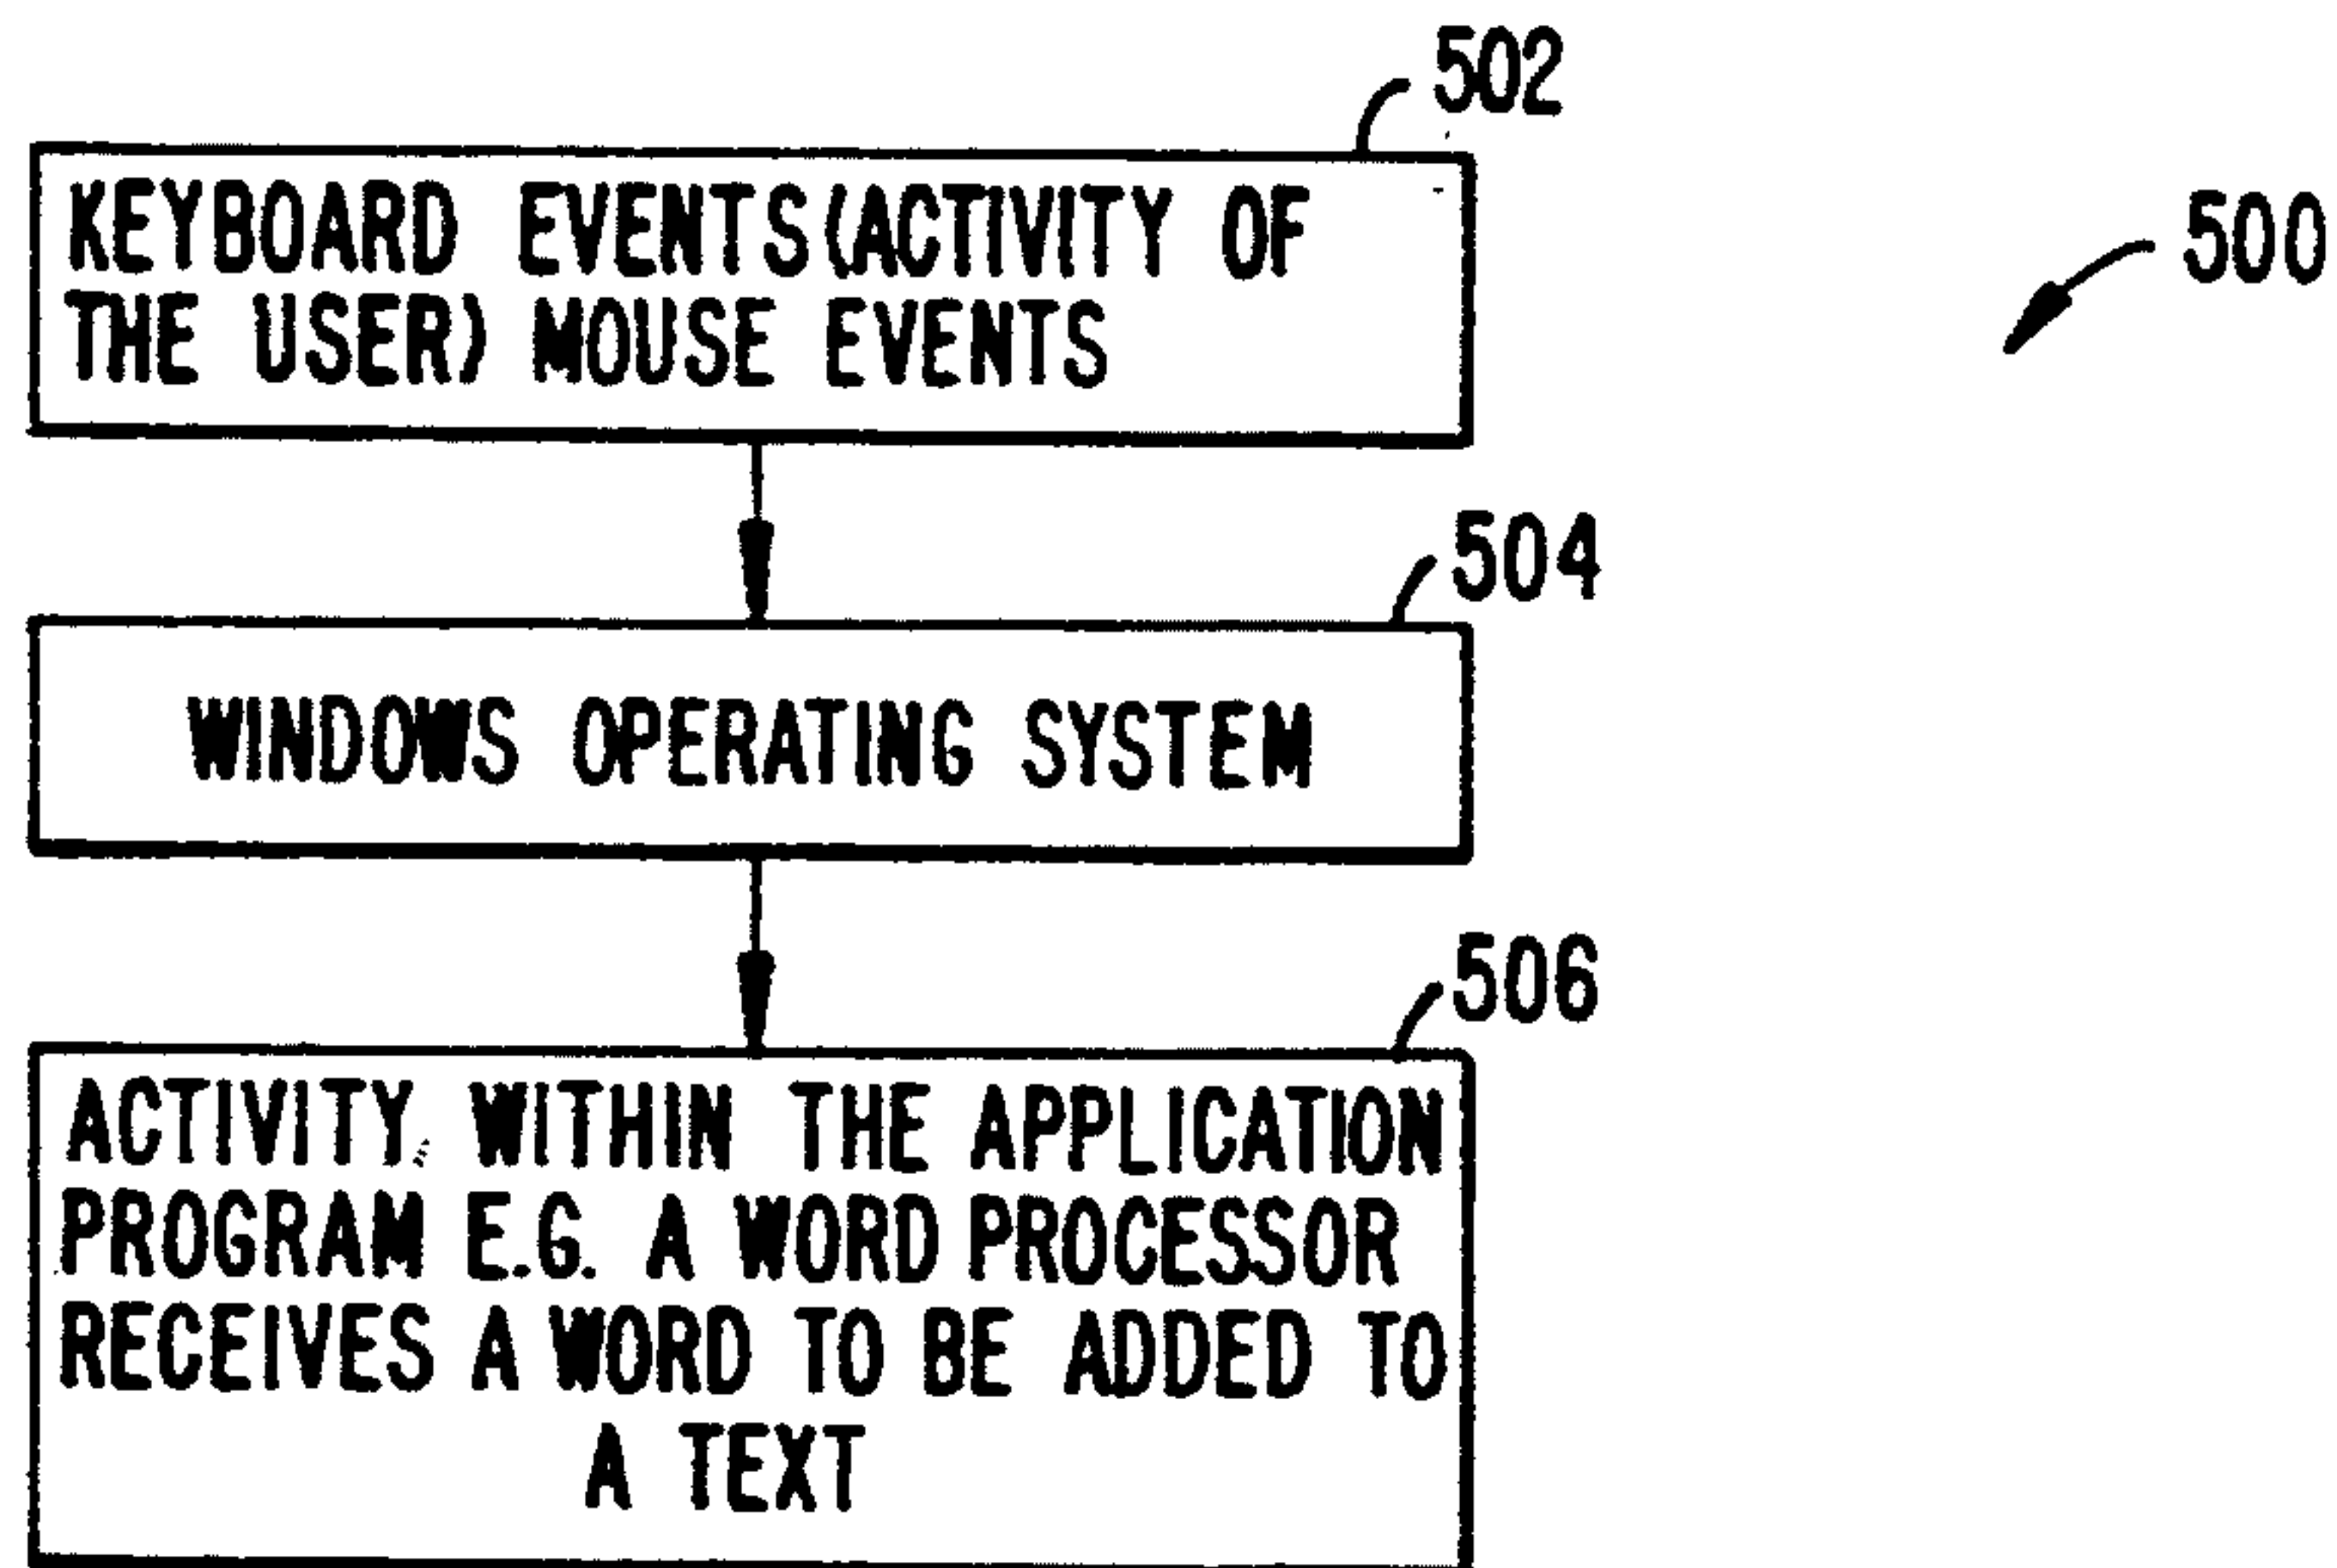 502
KEYBOARD EVENTS (ACTIVITY OF
THE USER) MOUSE EVENTS
500
504
WINDOWS OPERATING SYSTEM
506
ACTIVITY, WITHIN THE APPLICATION
PROGRAM E.G. A WORD PROCESSOR
RECEIVES A WORD TO BE ADDED TO
A TEXT